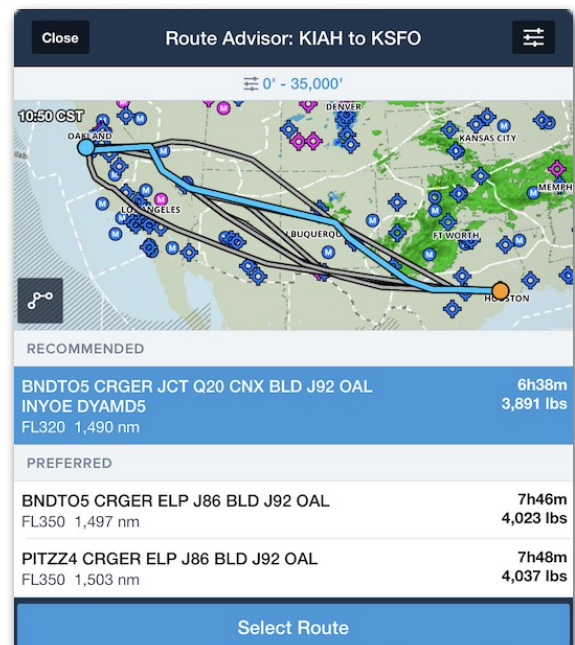 Close
Route Advisor: KIAH to KSFO
0' - 35,000'
10:50 CST
DENVER
OAKLAND
KANSAS CITY
MEMPH
LOS ANGELES
LBUQUERQU
FT WORTH
HOUSTON
RECOMMENDED
BNDTO5 CRGER JCT Q20 CNX BLD J92 OAL 6h38m
INYOE DYAMD5 3,891 lbs
FL320 1,490 nm
PREFERRED
BNDTO5 CRGER ELP J86 BLD J92 OAL 7h46m
FL350 1,497 nm 4,023 lbs
PITZZ4 CRGER ELP J86 BLD J92 OAL 7h48m
FL350 1,503 nm 4,037 lbs
Select Route